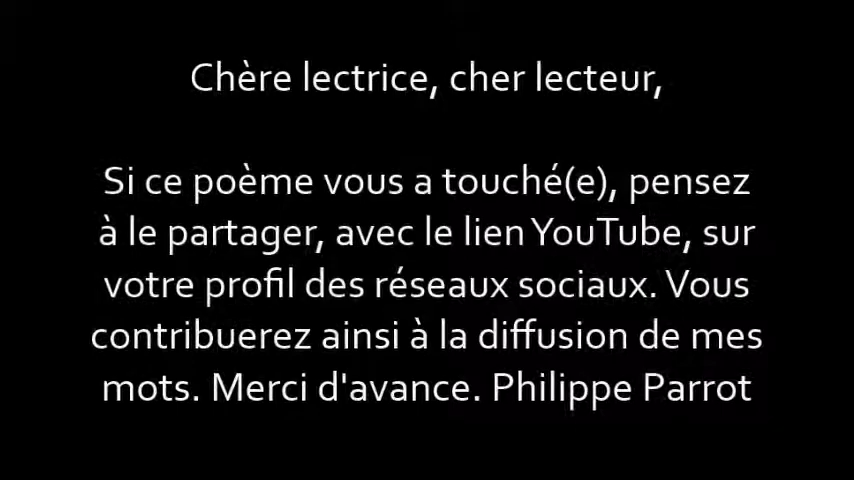 Chère lectrice, cher lecteur,
Si ce poème vous a touché(e), pensez
à le partager, avec le lien YouTube, sur
votre profil des réseaux sociaux. Vous
contribuerez ainsi à la diffusion de mes
mots. Merci d'avance. Philippe Parrot